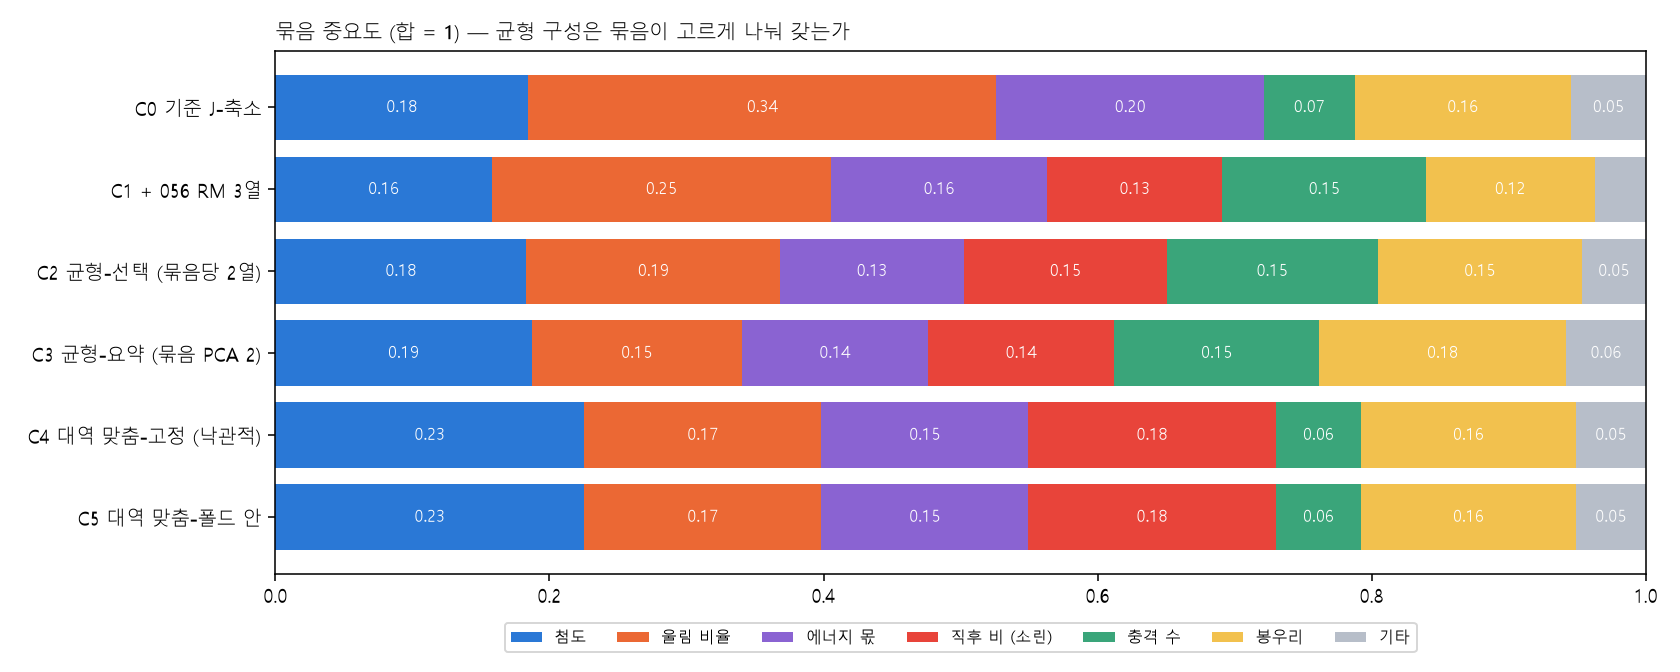 묶음 중요도 (합 = 1) — 균형 구성은 묶음이 고르게 나눠 갖는가
C0 기준 J-축소 0.18 0.34 0.20 0.07 0.16 0.05
C1 + 056 RM 3열 0.16 0.25 0.16 0.13 0.15 0.12
C2 균형-선택 (묶음당 2열) 0.18 0.19 0.13 0.15 0.15 0.15 0.05
C3 균형-요약 (묶음 PCA 2) 0.19 0.15 0.14 0.14 0.15 0.18 0.06
C4 대역 맞춤-고정 (낙관적) 0.23 0.17 0.15 0.18 0.06 0.16 0.05
C5 대역 맞춤-폴드 안 0.23 0.17 0.15 0.18 0.06 0.16 0.05
0.0 0.2 0.4 0.6 0.8 1.0
첨도 울림 비율 에너지 몫 직후 비 (소린) 충격 수 봉우리 기타